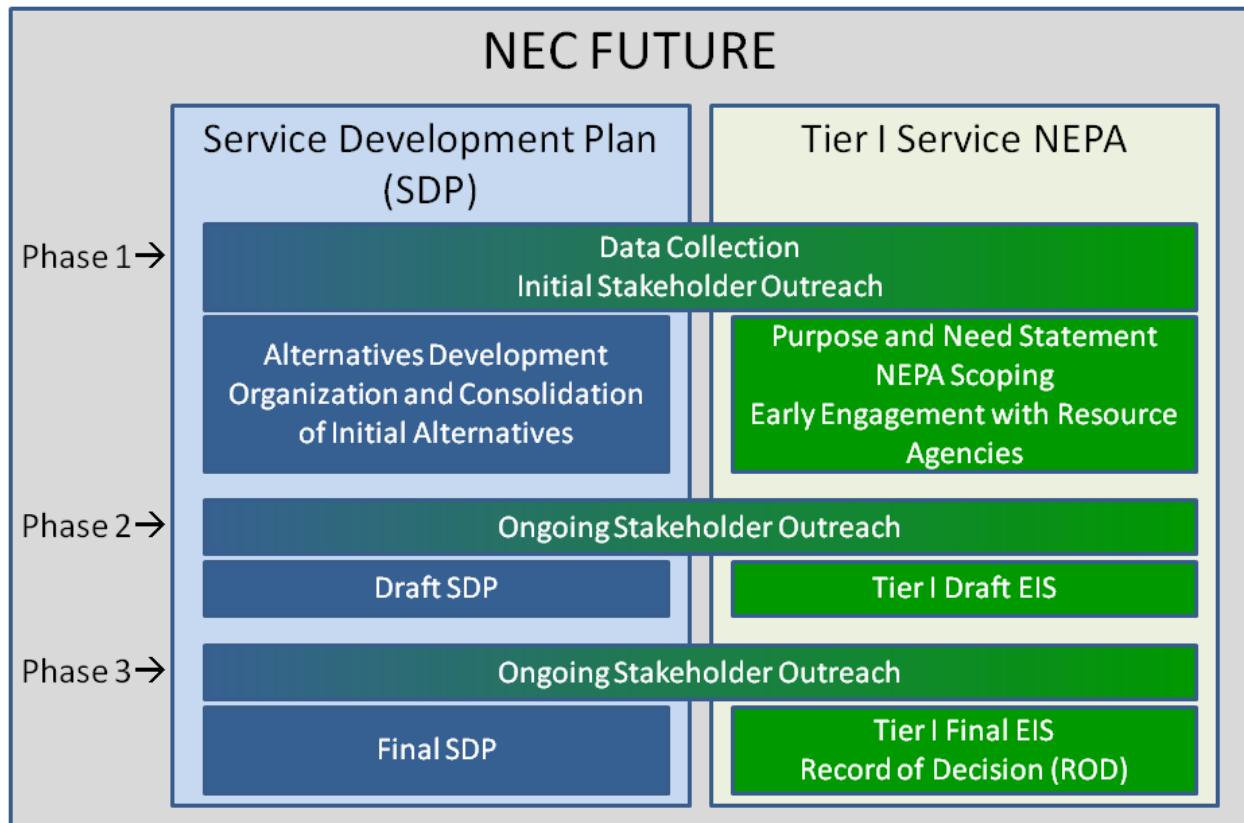 NEC FUTURE
Service Development Plan
(SDP)
Tier I Service NEPA
Phase 1→
Data Collection
Initial Stakeholder Outreach
Alternatives Development
Organization and Consolidation
of Initial Alternatives
Purpose and Need Statement
NEPA Scoping
Early Engagement with Resource
Agencies
Phase 2→
Ongoing Stakeholder Outreach
Draft SDP
Tier I Draft EIS
Phase 3→
Ongoing Stakeholder Outreach
Final SDP
Tier I Final EIS
Record of Decision (ROD)